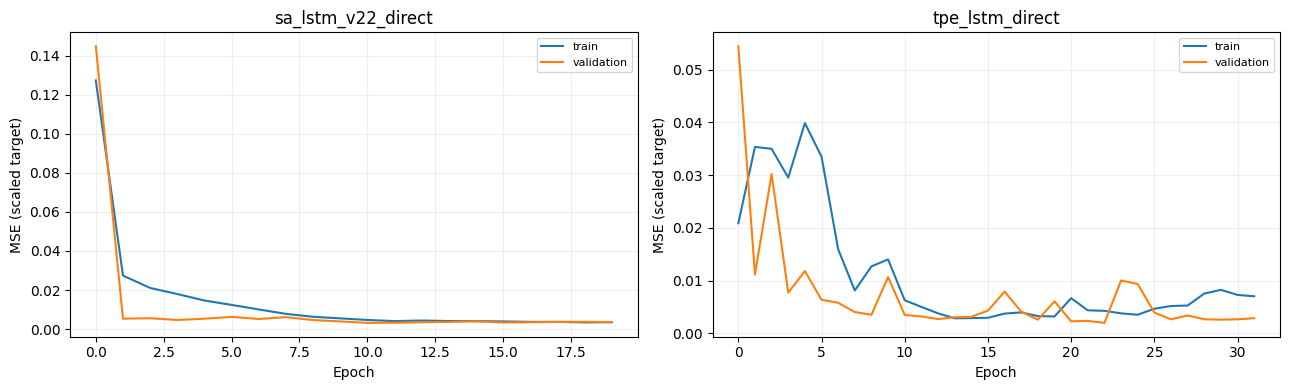 sa_lstm_v22_direct
train
validation
MSE (scaled target)
0.14
0.12
0.10
0.08
0.06
0.04
0.02
0.00
0.0 2.5 5.0 7.5 10.0 12.5 15.0 17.5
Epoch
tpe_lstm_direct
train
validation
MSE (scaled target)
0.05
0.04
0.03
0.02
0.01
0.00
0 5 10 15 20 25 30
Epoch